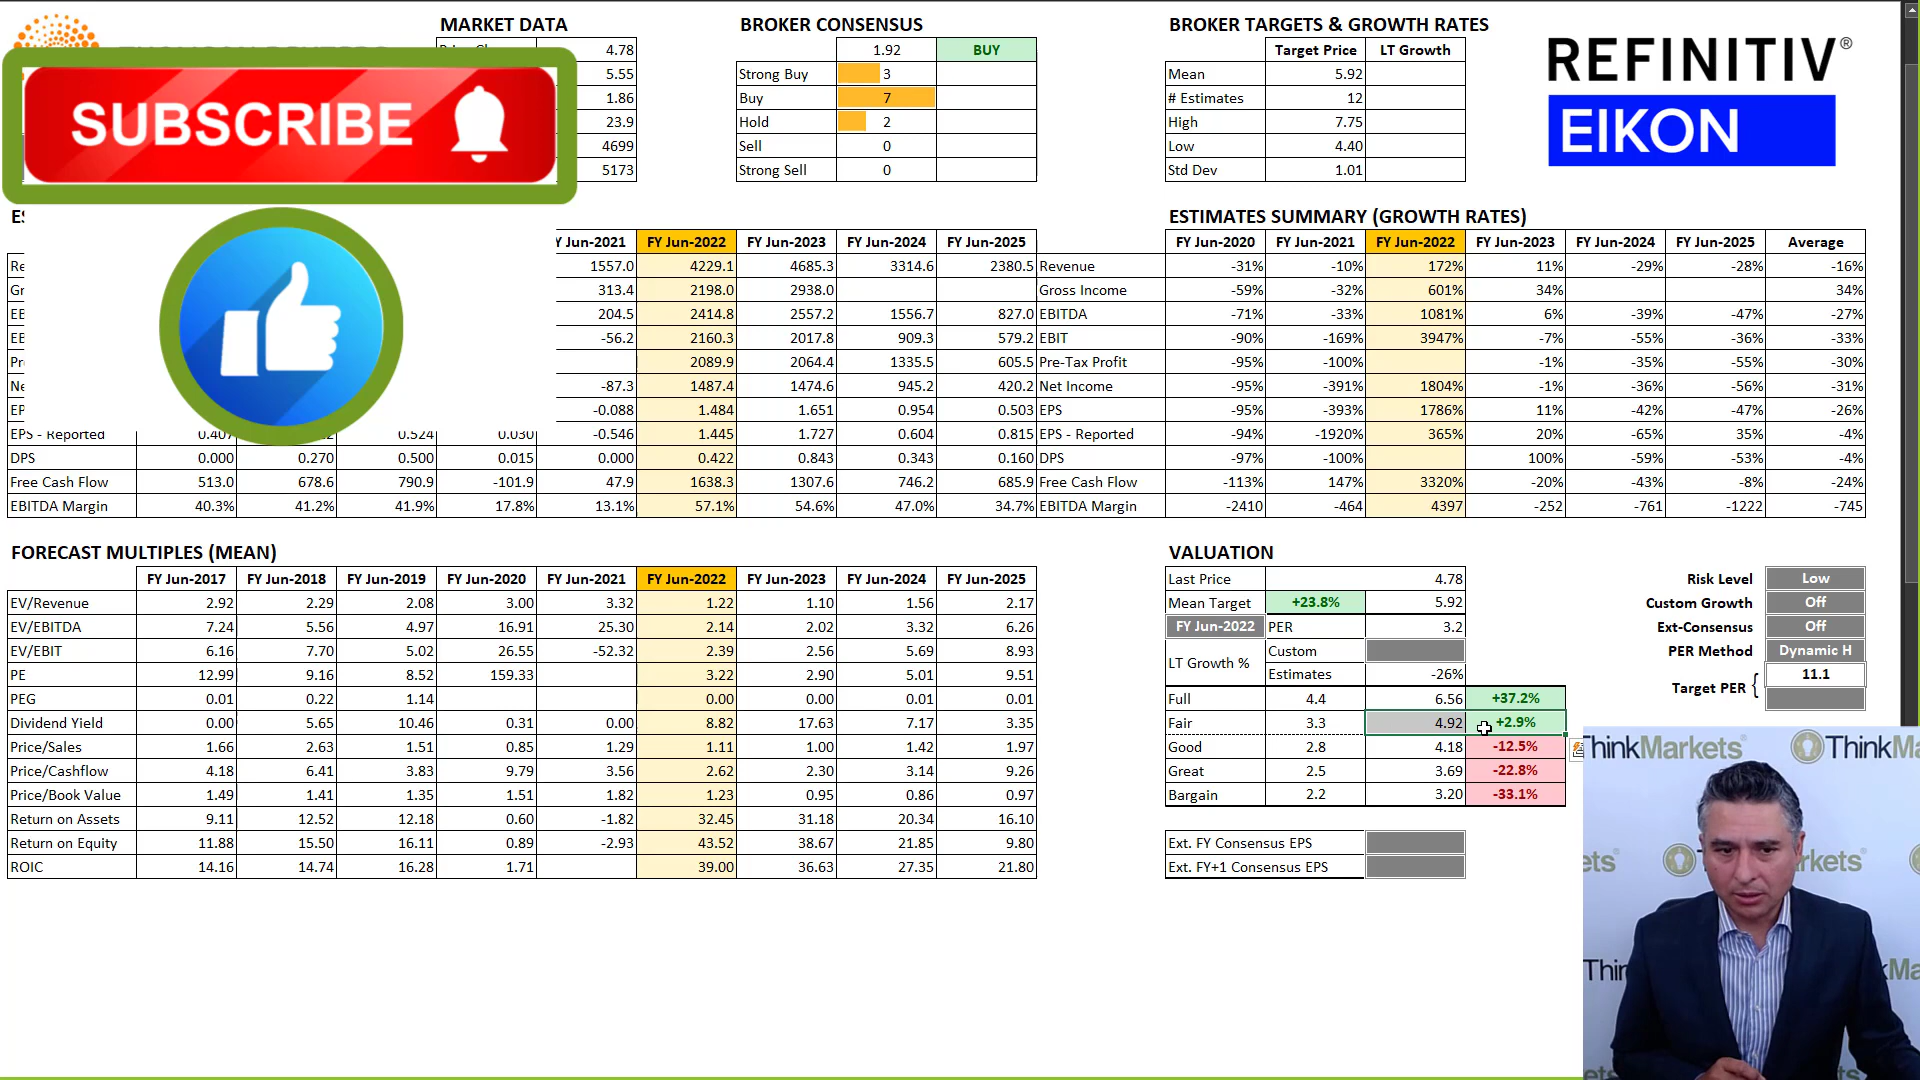 MARKET DATA
4.78
5.55
1.86
23.9
4699
5173
BROKER CONSENSUS
1.92 BUY
Strong Buy 3
Buy 7
Hold 2
Sell 0
Strong Sell 0
BROKER TARGETS & GROWTH RATES
Target Price LT Growth
Mean 5.92
# Estimates 12
High 7.75
Low 4.40
Std Dev 1.01
REFINITIV®
EIKON
SUBSCRIBE
FY Jun-2022 FY Jun-2023 FY Jun-2024 FY Jun-2025
1557.0 4229.1 4685.3 3314.6 2380.5
313.4 2198.0 2938.0
204.5 2414.8 2557.2 1556.7 827.0
-56.2 2160.3 2017.8 909.3 579.2
2089.9 2064.4 1335.5 605.5
-87.3 1487.4 1474.6 945.2 420.2
-0.088 1.484 1.651 0.954 0.503
EPS - Reported 0.407 0.524 0.030 -0.546 1.445 1.727 0.604 0.815
DPS 0.000 0.270 0.500 0.015 0.000 0.422 0.843 0.343 0.160
Free Cash Flow 513.0 678.6 790.9 -101.9 47.9 1638.3 1307.6 746.2 685.9
EBITDA Margin 40.3% 41.2% 41.9% 17.8% 13.1% 57.1% 54.6% 47.0% 34.7%
ESTIMATES SUMMARY (GROWTH RATES)
FY Jun-2020 FY Jun-2021 FY Jun-2022 FY Jun-2023 FY Jun-2024 FY Jun-2025 Average
Revenue -31% -10% 172% 11% -29% -28% -16%
Gross Income -59% -32% 601% 34% 34%
EBITDA -71% -33% 1081% 6% -39% -47% -27%
EBIT -90% -169% 3947% -7% -55% -36% -33%
Pre-Tax Profit -95% -100% -1% -35% -55% -30%
Net Income -95% -391% 1804% -1% -36% -56% -31%
EPS -95% -393% 1786% 11% -42% -47% -26%
EPS - Reported -94% -1920% 365% 20% -65% 35% -4%
DPS -97% -100% 100% -59% -53% -4%
Free Cash Flow -113% 147% 3320% -20% -43% -8% -24%
EBITDA Margin -2410 -464 4397 -252 -761 -1222 -745
FORECAST MULTIPLES (MEAN)
FY Jun-2017 FY Jun-2018 FY Jun-2019 FY Jun-2020 FY Jun-2021 FY Jun-2022 FY Jun-2023 FY Jun-2024 FY Jun-2025
EV/Revenue 2.92 2.29 2.08 3.00 3.32 1.22 1.10 1.56 2.17
EV/EBITDA 7.24 5.56 4.97 16.91 25.30 2.14 2.02 3.32 6.26
EV/EBIT 6.16 7.70 5.02 26.55 -52.32 2.39 2.56 5.69 8.93
PE 12.99 9.16 8.52 159.33 3.22 2.90 5.01 9.51
PEG 0.01 0.22 1.14 0.00 0.00 0.01 0.01
Dividend Yield 0.00 5.65 10.46 0.31 0.00 8.82 17.63 7.17 3.35
Price/Sales 1.66 2.63 1.51 0.85 1.29 1.11 1.00 1.42 1.97
Price/Cashflow 4.18 6.41 3.83 9.79 3.56 2.62 2.30 3.14 9.26
Price/Book Value 1.49 1.41 1.35 1.51 1.82 1.23 0.95 0.86 0.97
Return on Assets 9.11 12.52 12.18 0.60 -1.82 32.45 31.18 20.34 16.10
Return on Equity 11.88 15.50 16.11 0.89 -2.93 43.52 38.67 21.85 9.80
ROIC 14.16 14.74 16.28 1.71 39.00 36.63 27.35 21.80
VALUATION
Last Price 4.78
Mean Target +23.8% 5.92
FY Jun-2022 PER 3.2
LT Growth % Custom
Estimates -26%
Full 4.4 6.56 +37.2%
Fair 3.3 4.92 +2.9%
Good 2.8 4.18 -12.5%
Great 2.5 3.69 -22.8%
Bargain 2.2 3.20 -33.1%
Ext. FY Consensus EPS
Ext. FY+1 Consensus EPS
Risk Level Low
Custom Growth Off
Ext-Consensus Off
PER Method Dynamic H
Target PER { 11.1
ThinkMarkets